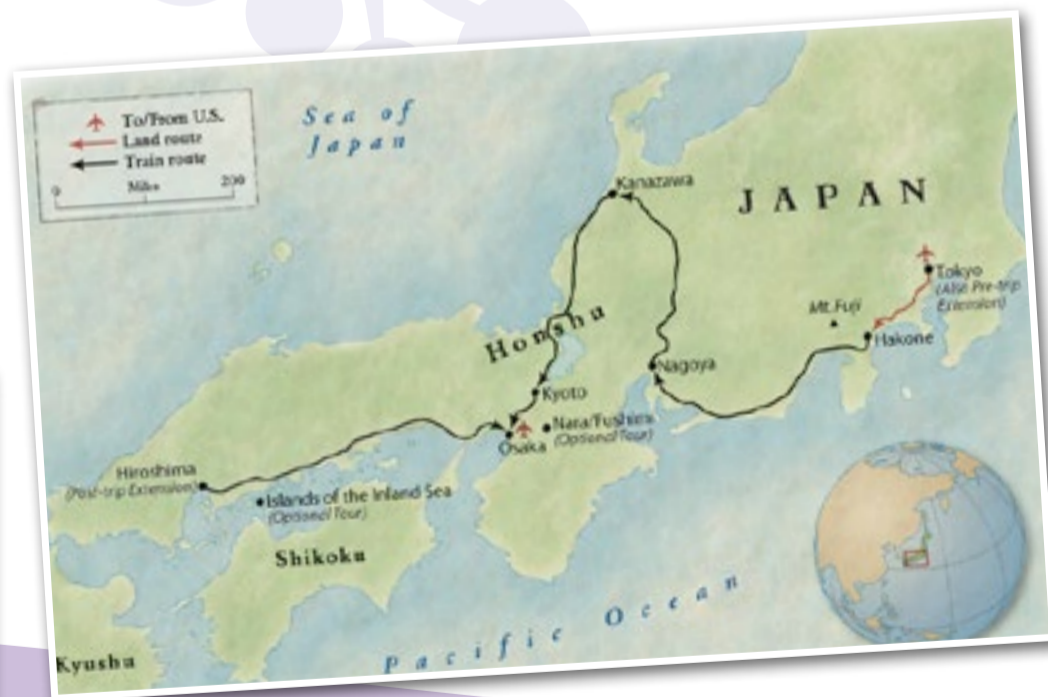 To/From U.S.
Land route
Train route
0 Miles 200
Sea of
Japan
Kanazawa
JAPAN
Tokyo
(Also Pre-trip
Extension)
Mt. Fuji
Hakone
Honshu
Nagoya
Kyoto
Nara/Fushimi
(Optional Tour)
Osaka
Hiroshima
(Post-trip Extension)
Islands of the Inland Sea
(Optional Tour)
Shikoku
Pacific Ocean
Kyushu